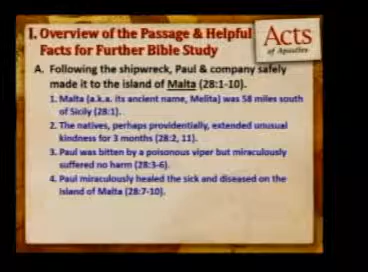 I. Overview of the Passage & Helpful
Facts for Further Bible Study
Acts
of Apostles
A. Following the shipwreck, Paul & company safely
made it to the island of Malta (28:1-10).
1. Malta (a.k.a. its ancient name, Melita) was 58 miles south
of Sicily (28:1).
2. The natives, perhaps providentially, extended unusual
kindness for 3 months (28:2, 11).
3. Paul was bitten by a poisonous viper but miraculously
suffered no harm (28:3-6).
4. Paul miraculously healed the sick and diseased on the
island of Malta (28:7-10).